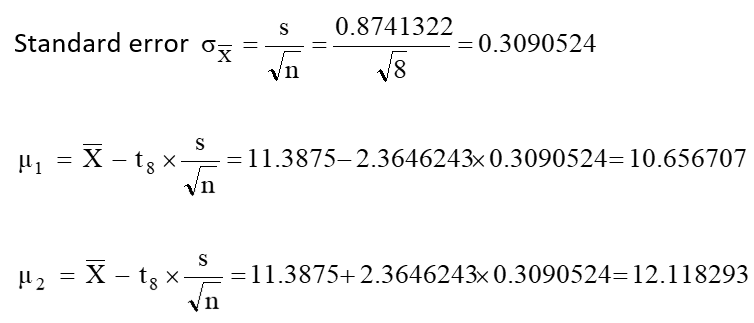 Standard error σ_X̅ = s/√n = 0.8741322/√8 = 0.3090524
μ₁ = X̅ − t₈ × s/√n = 11.3875− 2.3646243× 0.3090524= 10.656707
μ₂ = X̅ − t₈ × s/√n = 11.3875+ 2.3646243× 0.3090524= 12.118293